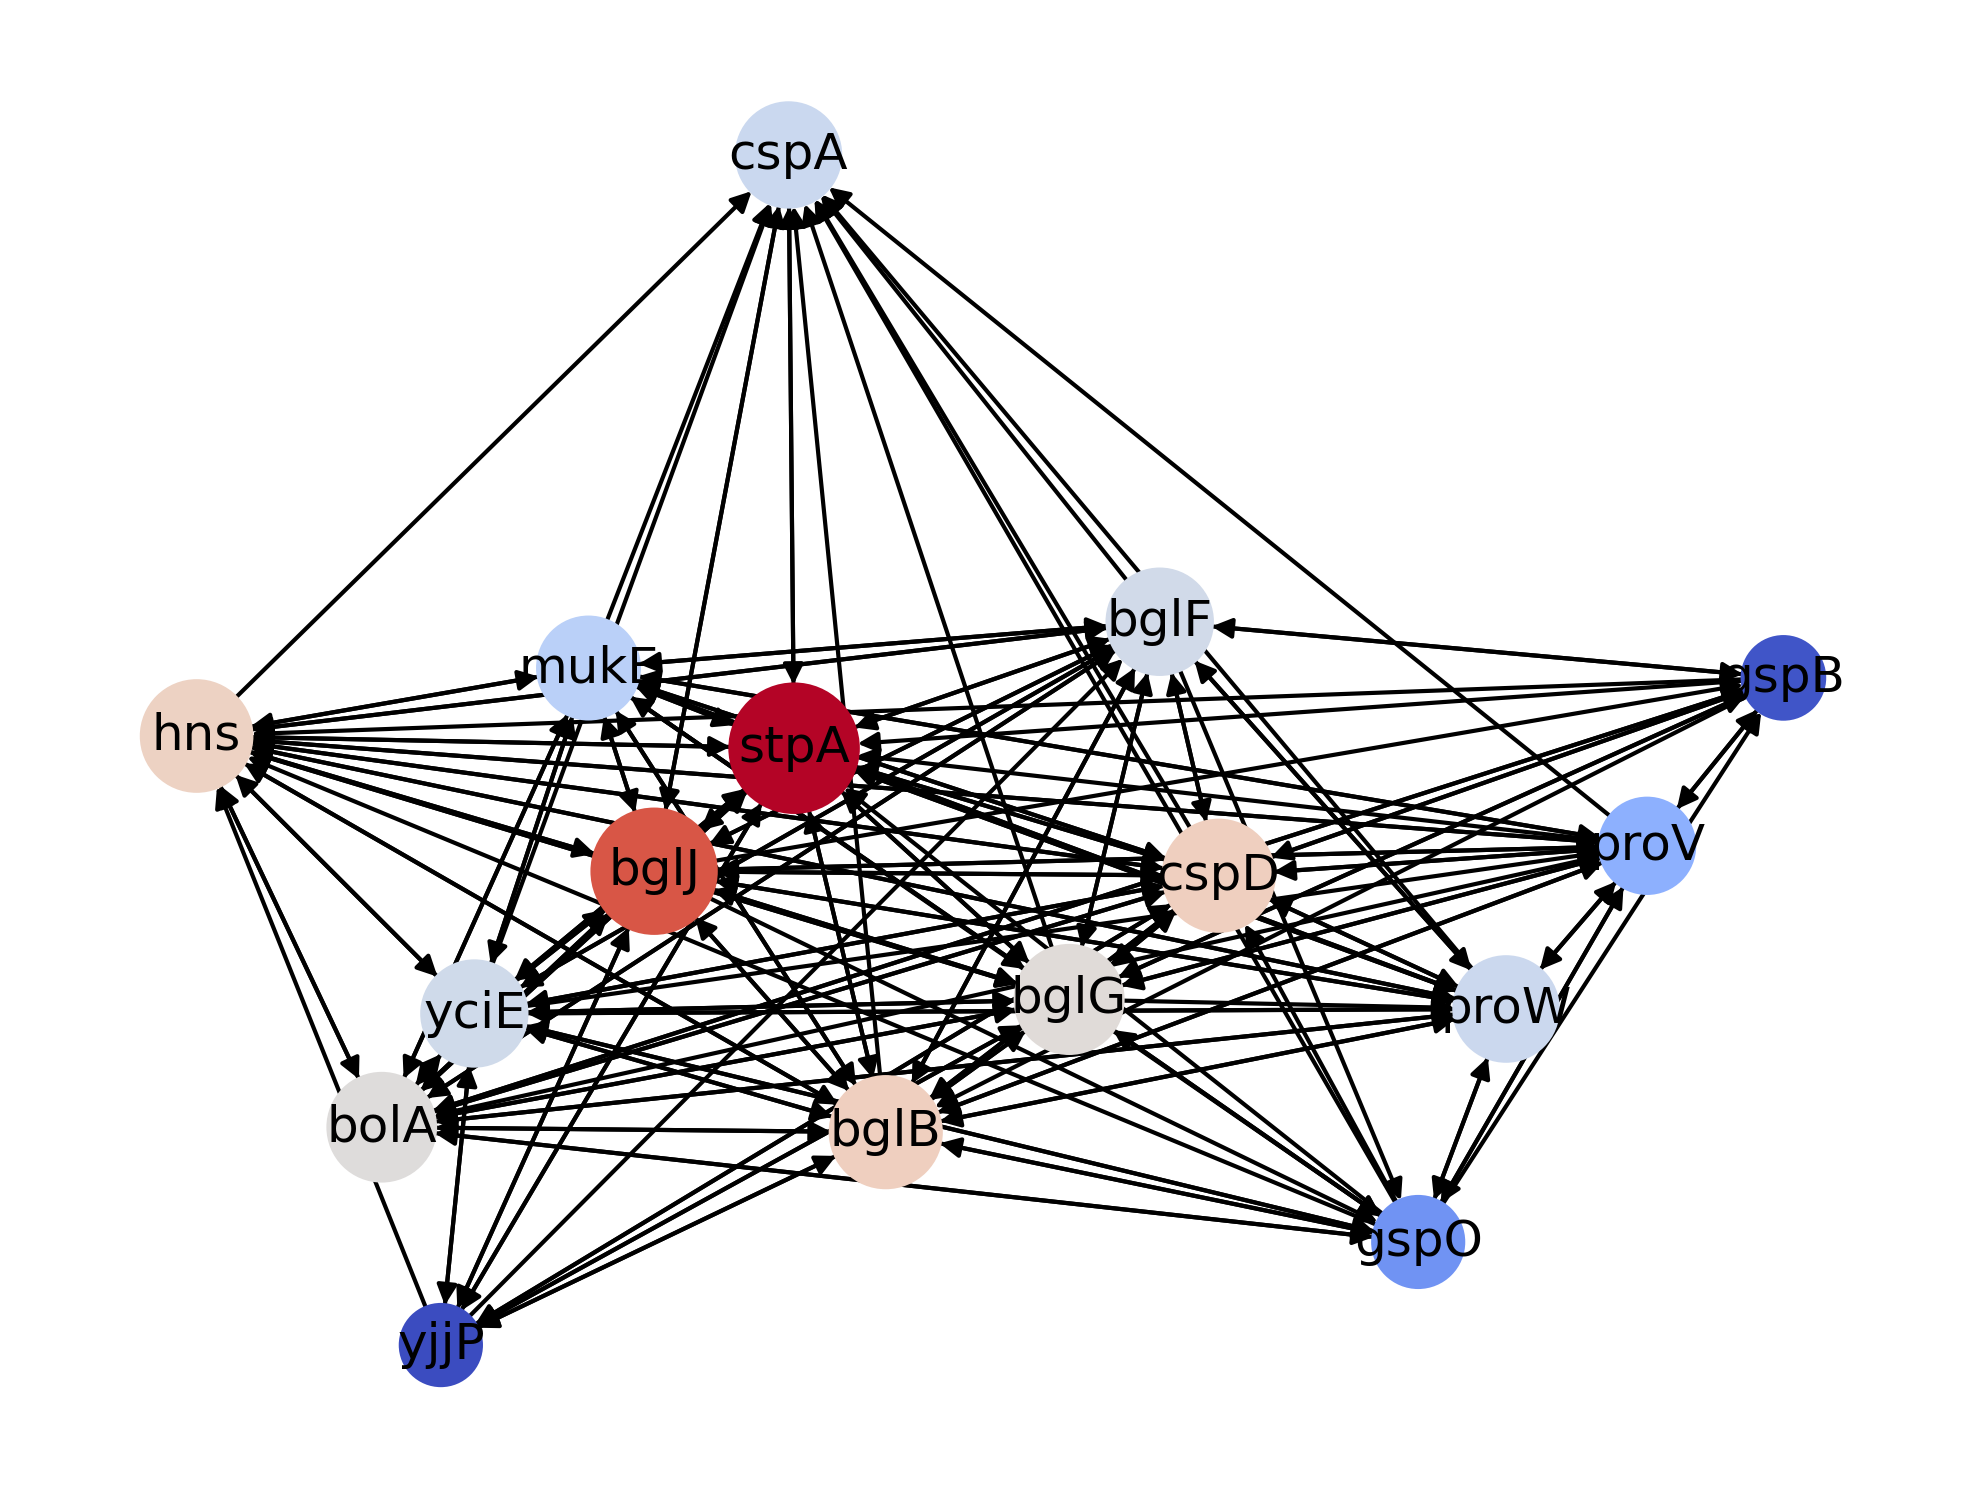 cspA
bglF
mukE
gspB
hns
stpA
proV
bglJ
cspD
bglG
proW
yciE
bolA
bglB
gspO
yjjP